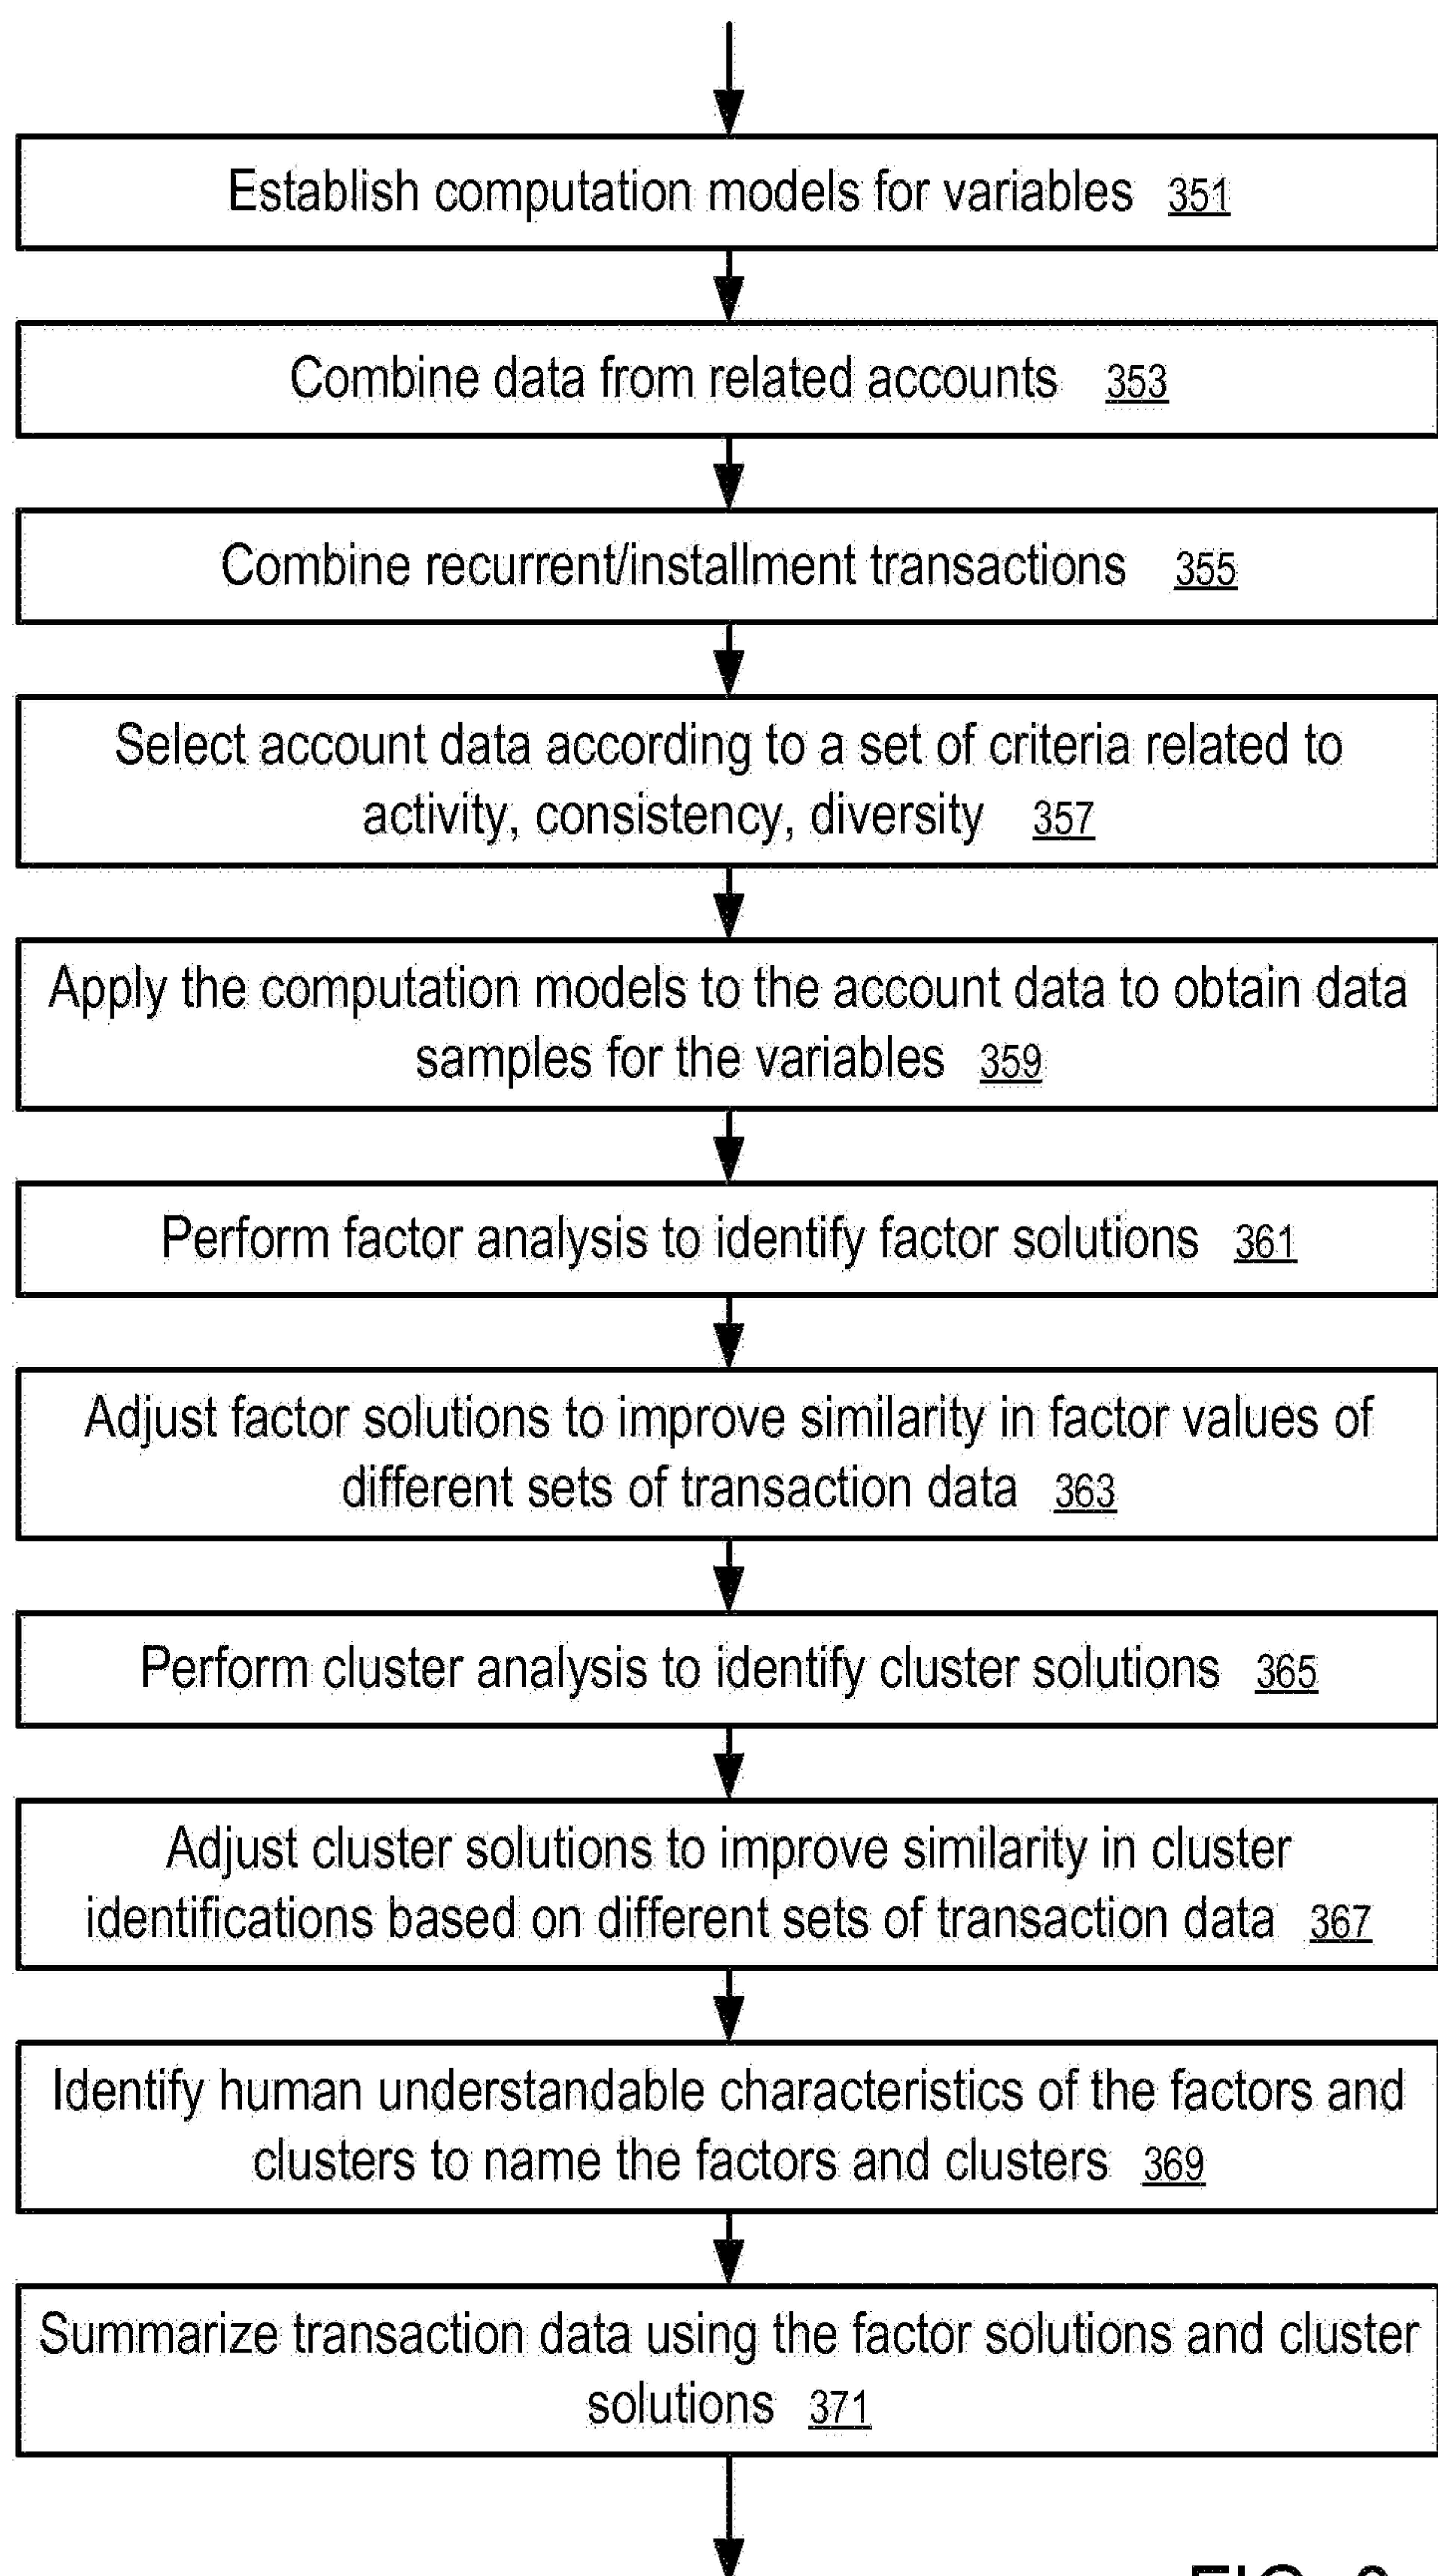 Establish computation models for variables 351
Combine data from related accounts 353
Combine recurrent/installment transactions 355
Select account data according to a set of criteria related to
activity, consistency, diversity 357
Apply the computation models to the account data to obtain data
samples for the variables 359
Perform factor analysis to identify factor solutions 361
Adjust factor solutions to improve similarity in factor values of
different sets of transaction data 363
Perform cluster analysis to identify cluster solutions 365
Adjust cluster solutions to improve similarity in cluster
identifications based on different sets of transaction data 367
Identify human understandable characteristics of the factors and
clusters to name the factors and clusters 369
Summarize transaction data using the factor solutions and cluster
solutions 371